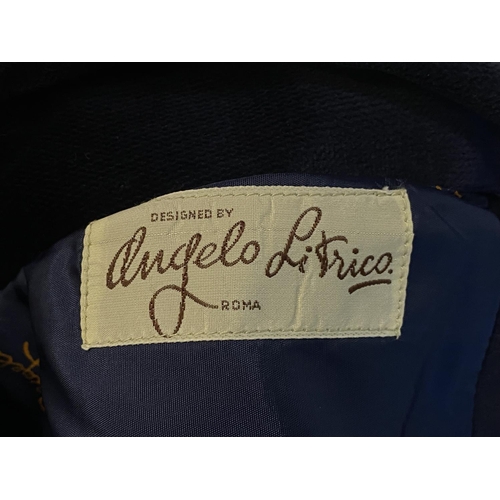 DESIGNED BY
Angelo Litrico.
ROMA